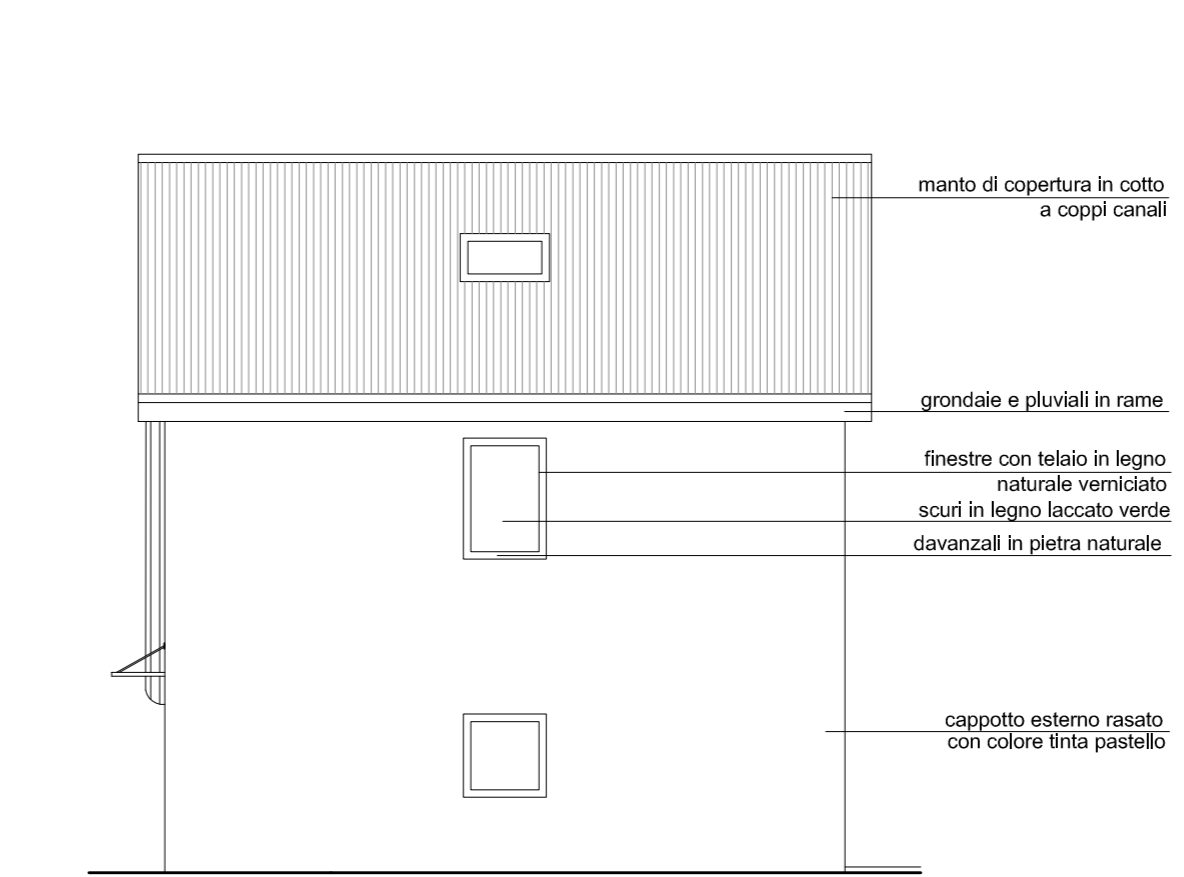 manto di copertura in cotto
a coppi canali
grondaie e pluviali in rame
finestre con telaio in legno
naturale verniciato
scuri in legno laccato verde
davanzali in pietra naturale
cappotto esterno rasato
con colore tinta pastello